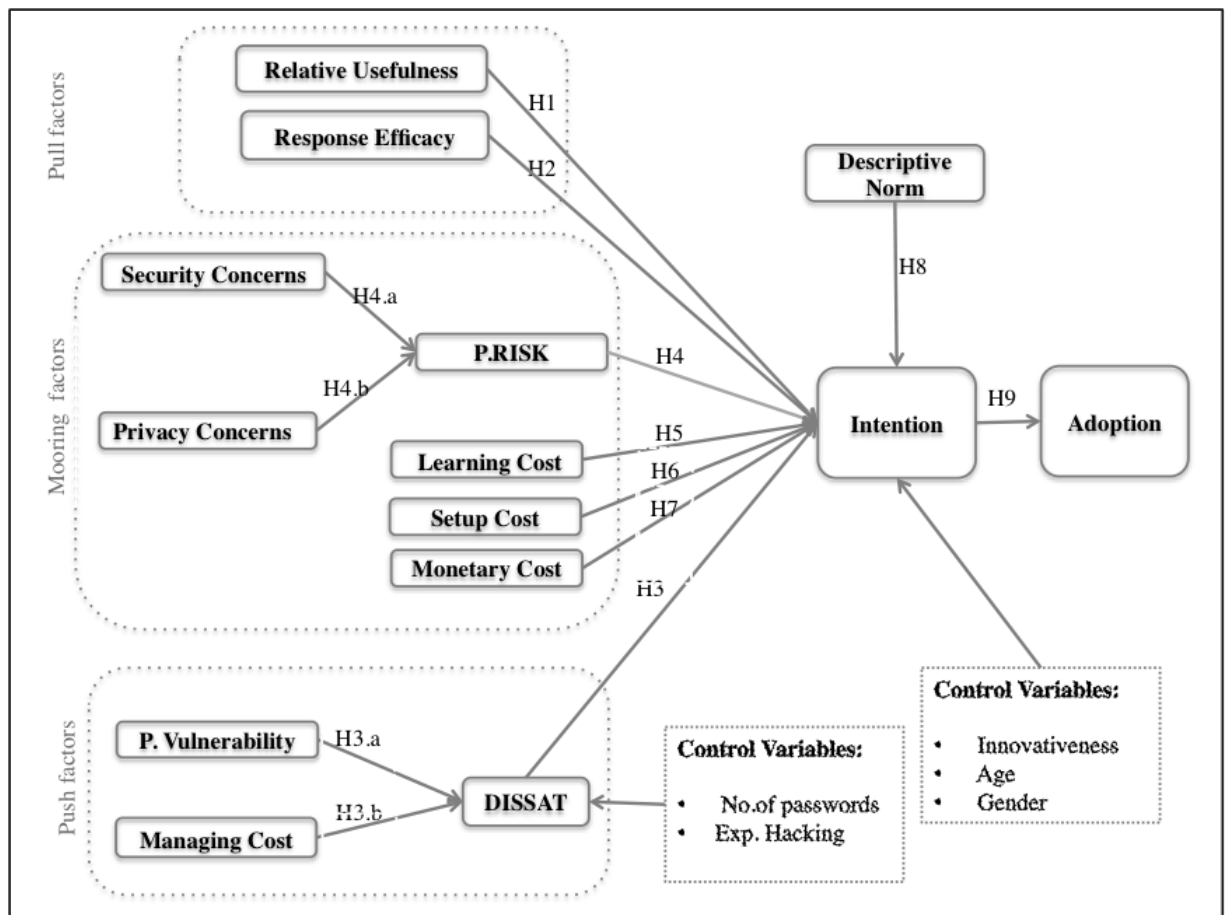 Pull factors
Relative Usefulness
Response Efficacy
H1
H2
Descriptive
Norm
H8
Mooring factors
Security Concerns
H4.a
P.RISK
H4
H4.b
Privacy Concerns
Learning Cost
H5
Setup Cost
H6
Monetary Cost
H7
Intention
H9
Adoption
H3
Push factors
P. Vulnerability
H3.a
DISSAT
H3.b
Managing Cost
Control Variables:
• No.of passwords
• Exp. Hacking
Control Variables:
• Innovativeness
• Age
• Gender